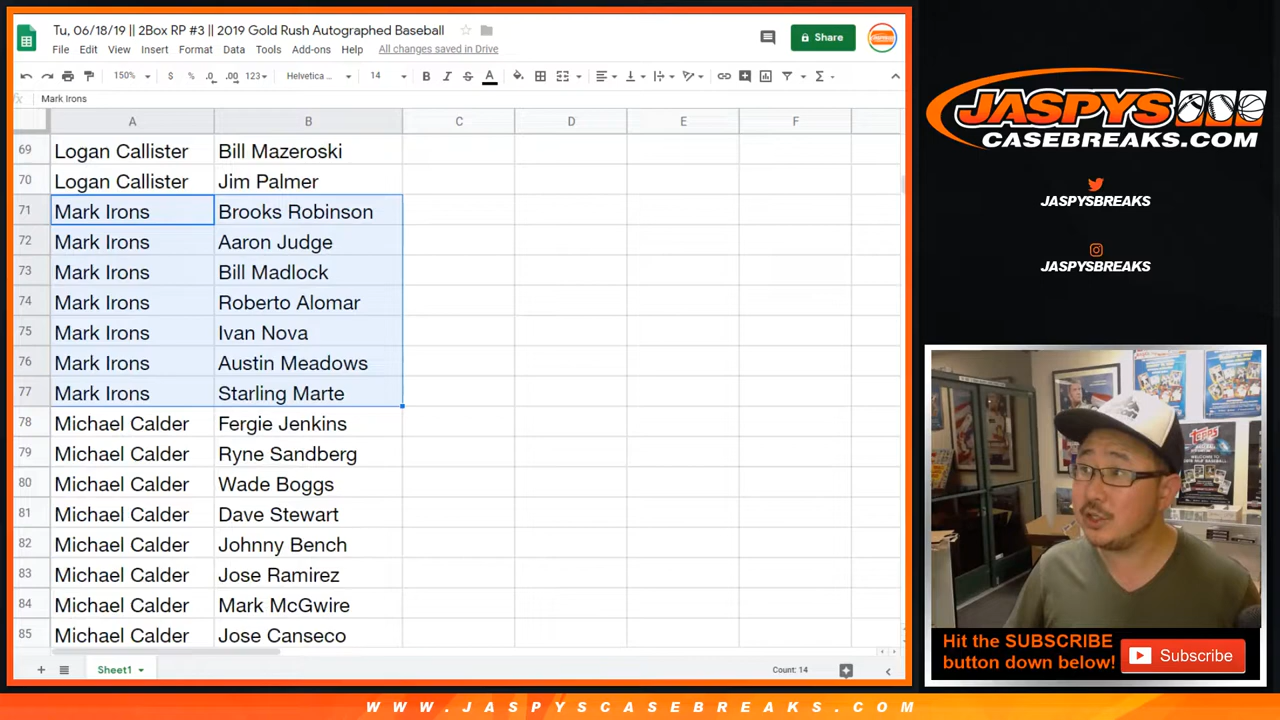 Tu, 06/18/19 || 2Box RP #3 || 2019 Gold Rush Autographed Baseball
File Edit View Insert Format Data Tools Add-ons Help All changes saved in Drive
Share
150% $ % .0 .00 123 Helvetica ... 14 B I S A
fx Mark Irons
A B C D E F
69 Logan Callister Bill Mazeroski
70 Logan Callister Jim Palmer
71 Mark Irons Brooks Robinson
72 Mark Irons Aaron Judge
73 Mark Irons Bill Madlock
74 Mark Irons Roberto Alomar
75 Mark Irons Ivan Nova
76 Mark Irons Austin Meadows
77 Mark Irons Starling Marte
78 Michael Calder Fergie Jenkins
79 Michael Calder Ryne Sandberg
80 Michael Calder Wade Boggs
81 Michael Calder Dave Stewart
82 Michael Calder Johnny Bench
83 Michael Calder Jose Ramirez
84 Michael Calder Mark McGwire
85 Michael Calder Jose Canseco
Sheet1
Count: 14
JASPYS
CASEBREAKS.COM
JASPYSBREAKS
JASPYSBREAKS
Topps
Hit the SUBSCRIBE
button down below!
Subscribe
WWW.JASPYSCASEBREAKS.COM